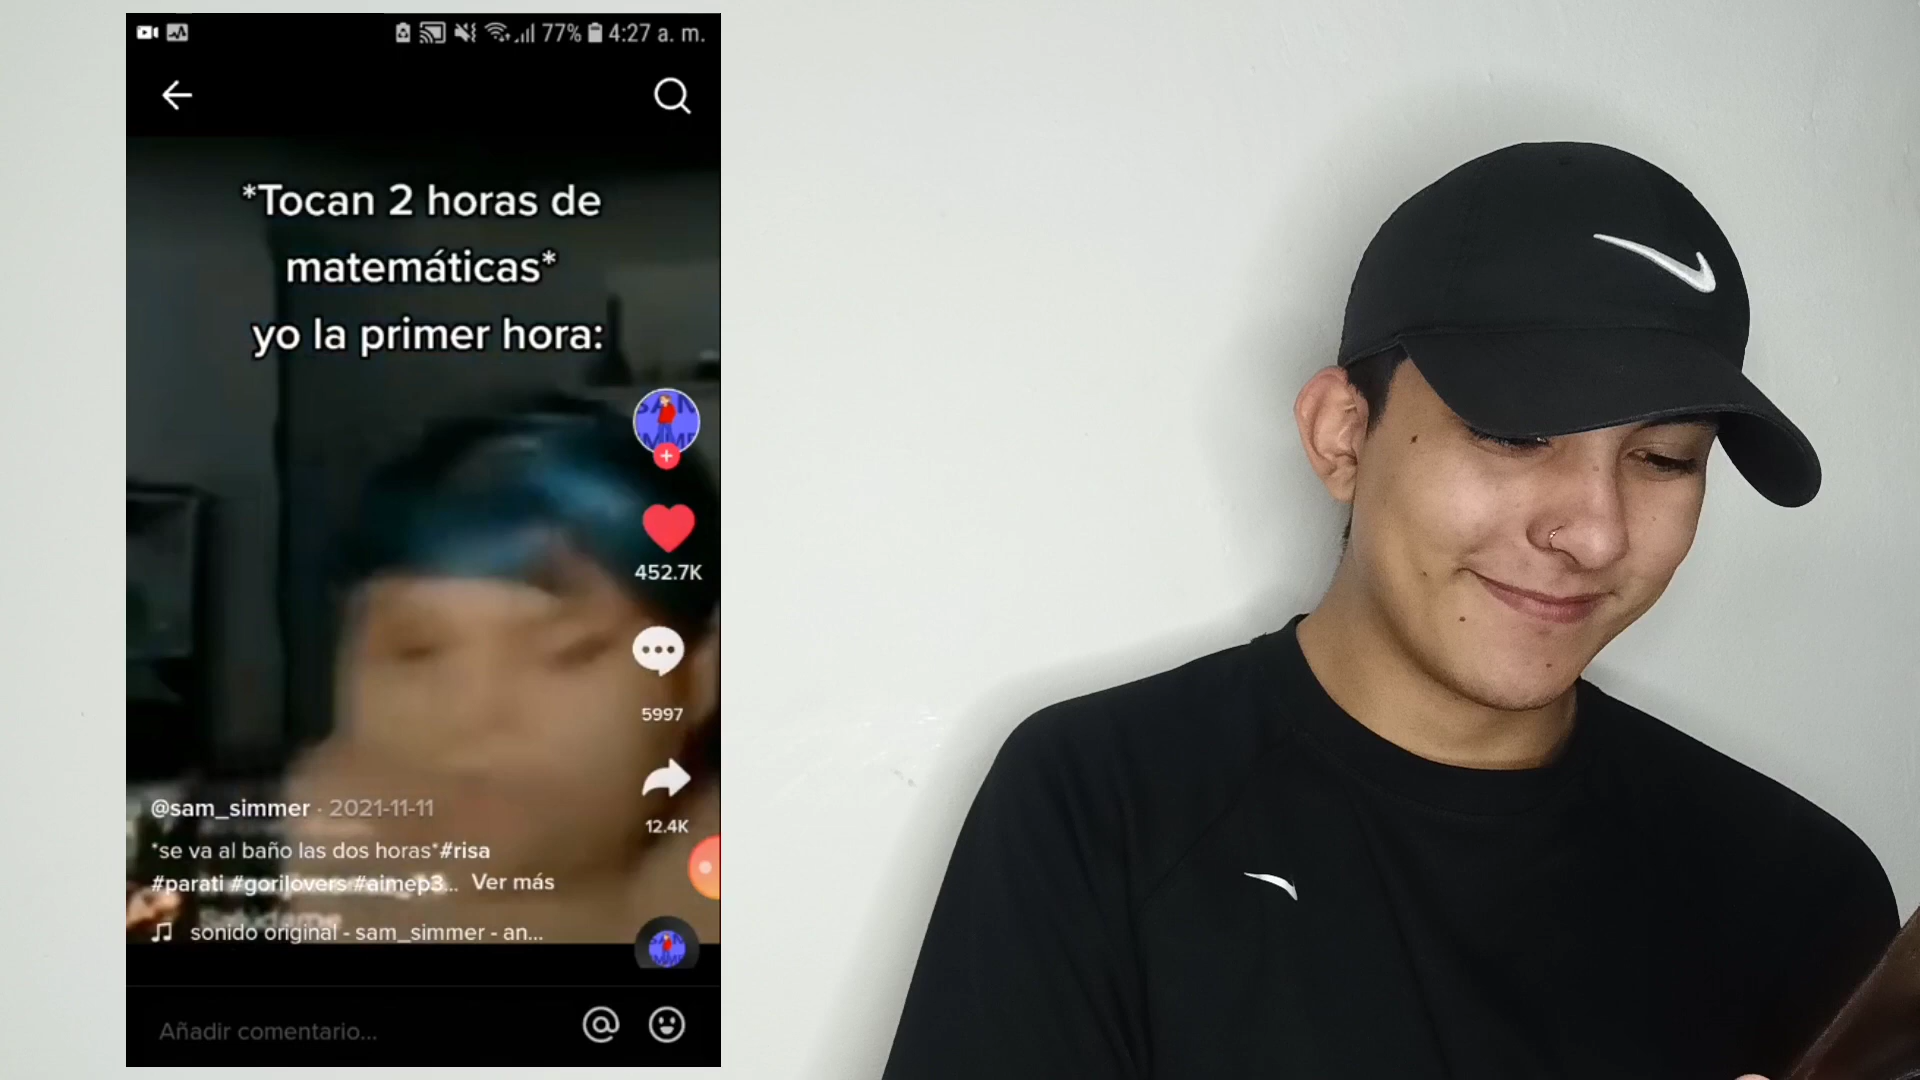 77% 4:27 a. m.
*Tocan 2 horas de
matemáticas*
yo la primer hora:
452.7K
5997
12.4K
@sam_simmer · 2021-11-11
*se va al baño las dos horas*#risa
#parati #gorilovers #aimep3... Ver más
sonido original - sam_simmer - an...
Añadir comentario...